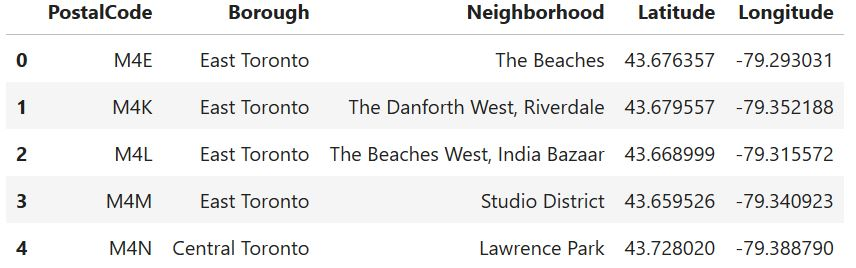 PostalCode Borough Neighborhood Latitude Longitude
0 M4E East Toronto The Beaches 43.676357 -79.293031
1 M4K East Toronto The Danforth West, Riverdale 43.679557 -79.352188
2 M4L East Toronto The Beaches West, India Bazaar 43.668999 -79.315572
3 M4M East Toronto Studio District 43.659526 -79.340923
4 M4N Central Toronto Lawrence Park 43.728020 -79.388790